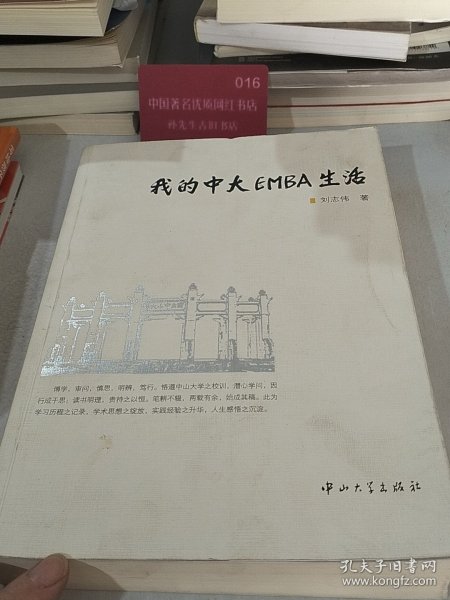 016
中国著名优质网红书店
孙先生古旧书店
我的中大EMBA生活
刘志伟 著
博学，审问，慎思，明辨，笃行。悟道中山大学之校训，潜心学问，因
行成于思；读书明理，贵待之以恒。笔耕不辍，两载有余，始成其稿。此为
学习历程之记录，学术思想之绽放，实践经验之升华，人生感悟之沉淀。
中山大学出版社
孔夫子旧书网
www.kongfz.com